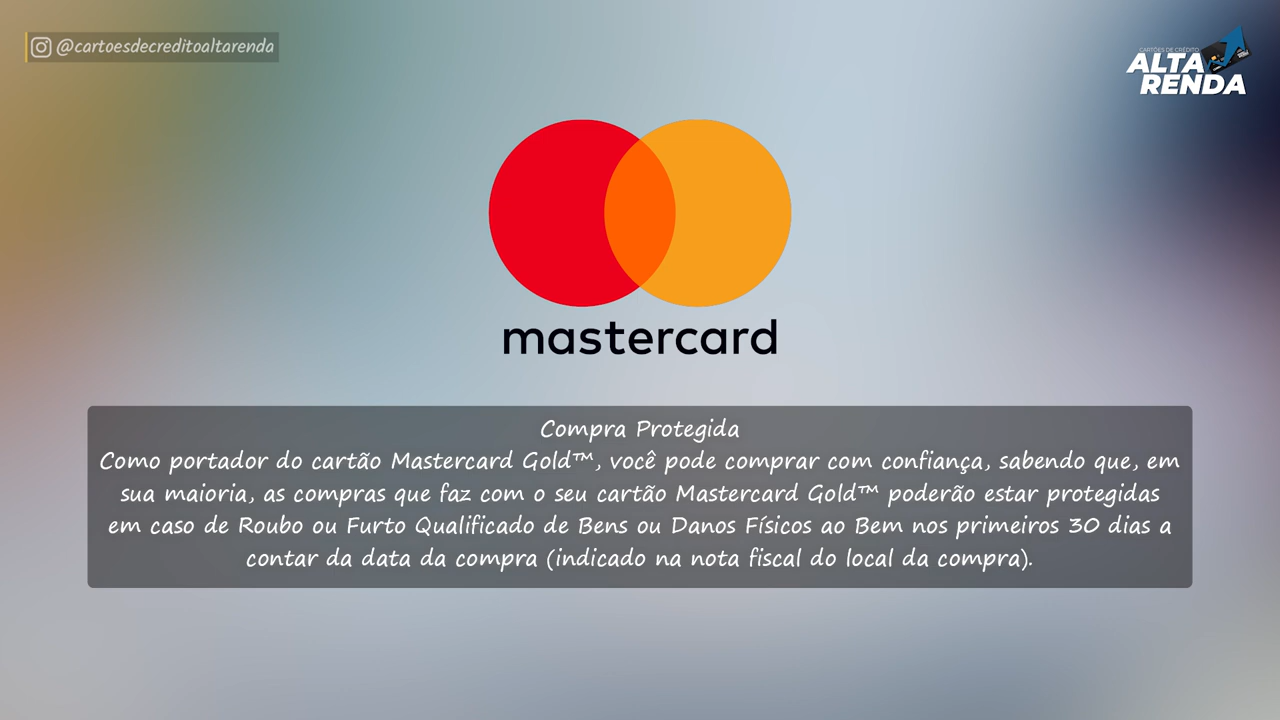 @cartoesdecreditoaltarenda
CARTÕES DE CRÉDITO
ALTA
RENDA
mastercard
Compra Protegida
Como portador do cartão Mastercard Gold™, você pode comprar com confiança, sabendo que, em
sua maioria, as compras que faz com o seu cartão Mastercard Gold™ poderão estar protegidas
em caso de Roubo ou Furto Qualificado de Bens ou Danos Físicos ao Bem nos primeiros 30 dias a
contar da data da compra (indicado na nota fiscal do local da compra).